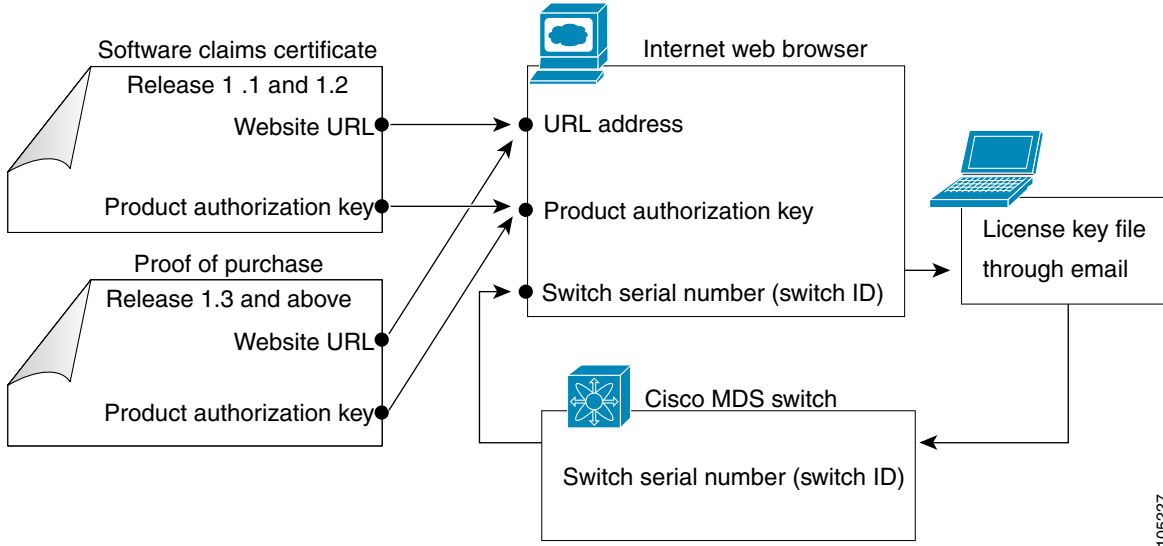 Software claims certificate
Release 1 .1 and 1.2
Website URL
Product authorization key
Proof of purchase
Release 1.3 and above
Website URL
Product authorization key
Internet web browser
URL address
Product authorization key
Switch serial number (switch ID)
License key file
through email
Cisco MDS switch
Switch serial number (switch ID)
105227